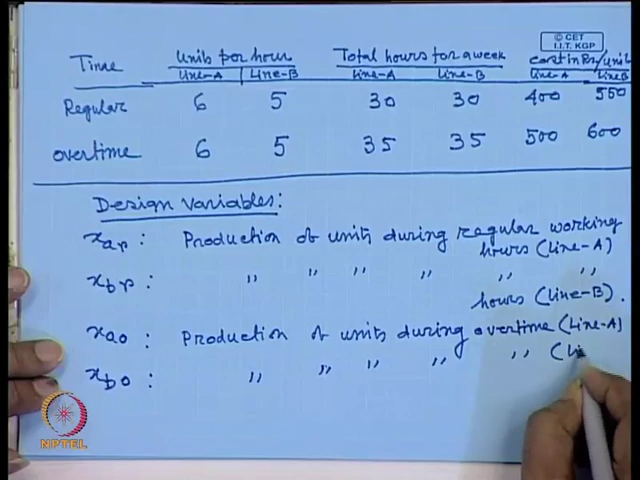 © CET
I.I.T. KGP
Time Units per hour Total hours for a week cost in Rs/unit
Line-A Line-B Line-A Line-B Line-A Line B
Regular 6 5 30 30 400 550
overtime 6 5 35 35 500 600
Design Variables:
xar : Production of units during regular working
hours (Line-A)
xbr : " " " " " "
hours (Line-B).
xao : Production of units during overtime (Line-A)
xbo : " " " " " (Li
NPTEL